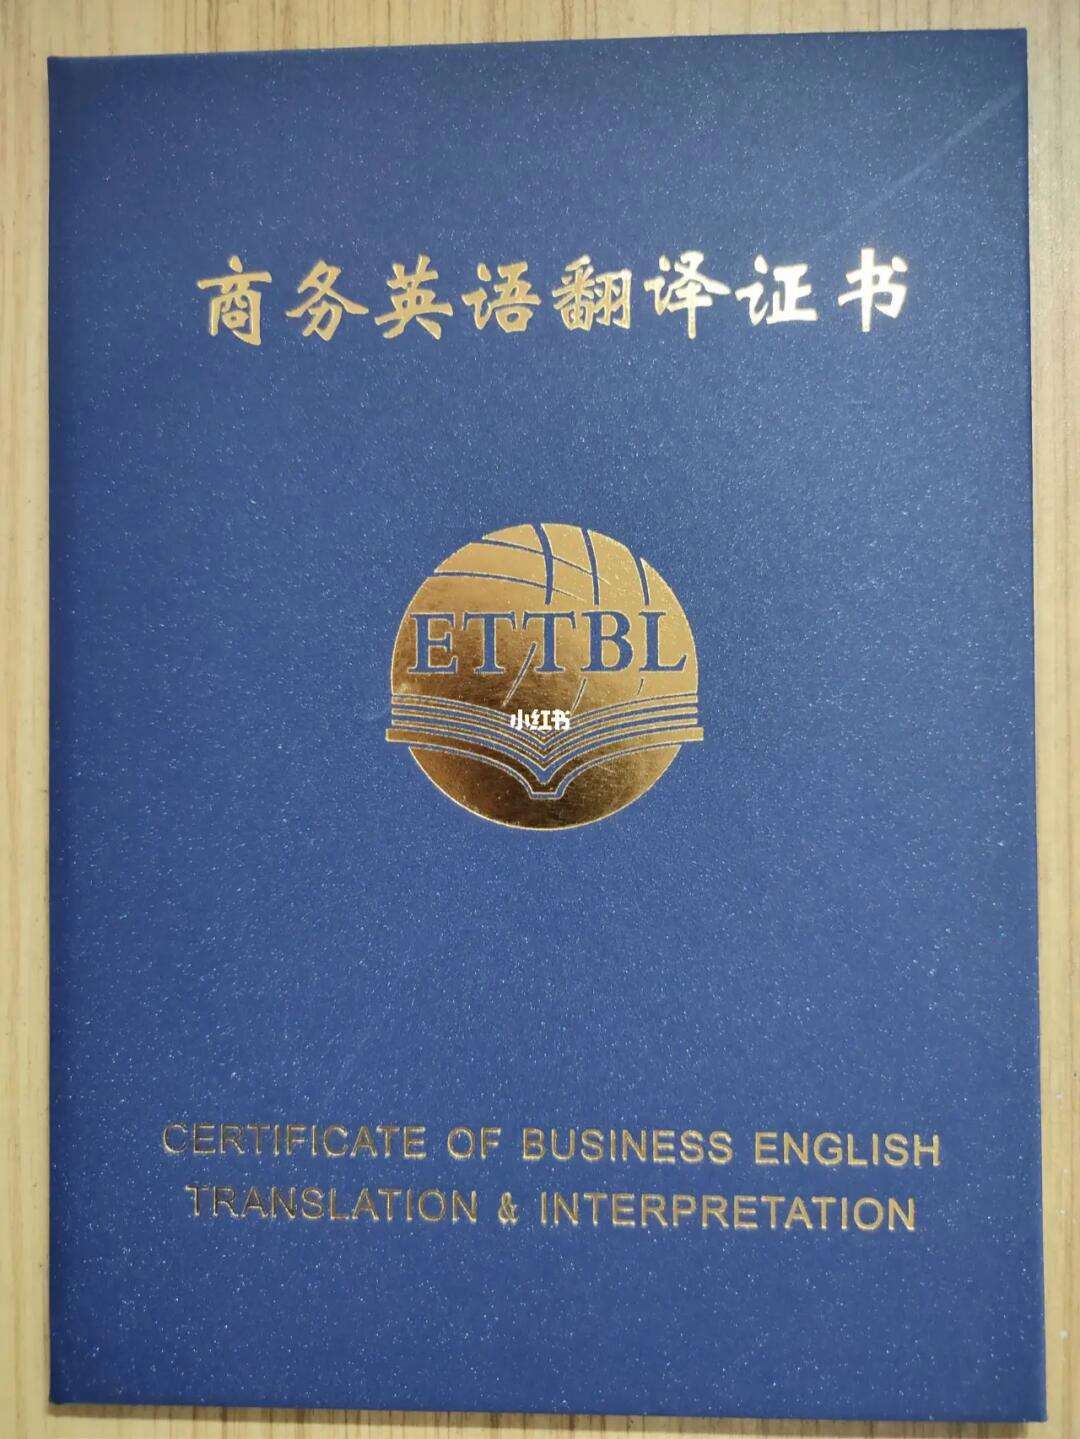 商务英语翻译证书
ETTBL
小红书
CERTIFICATE OF BUSINESS ENGLISH
TRANSLATION & INTERPRETATION